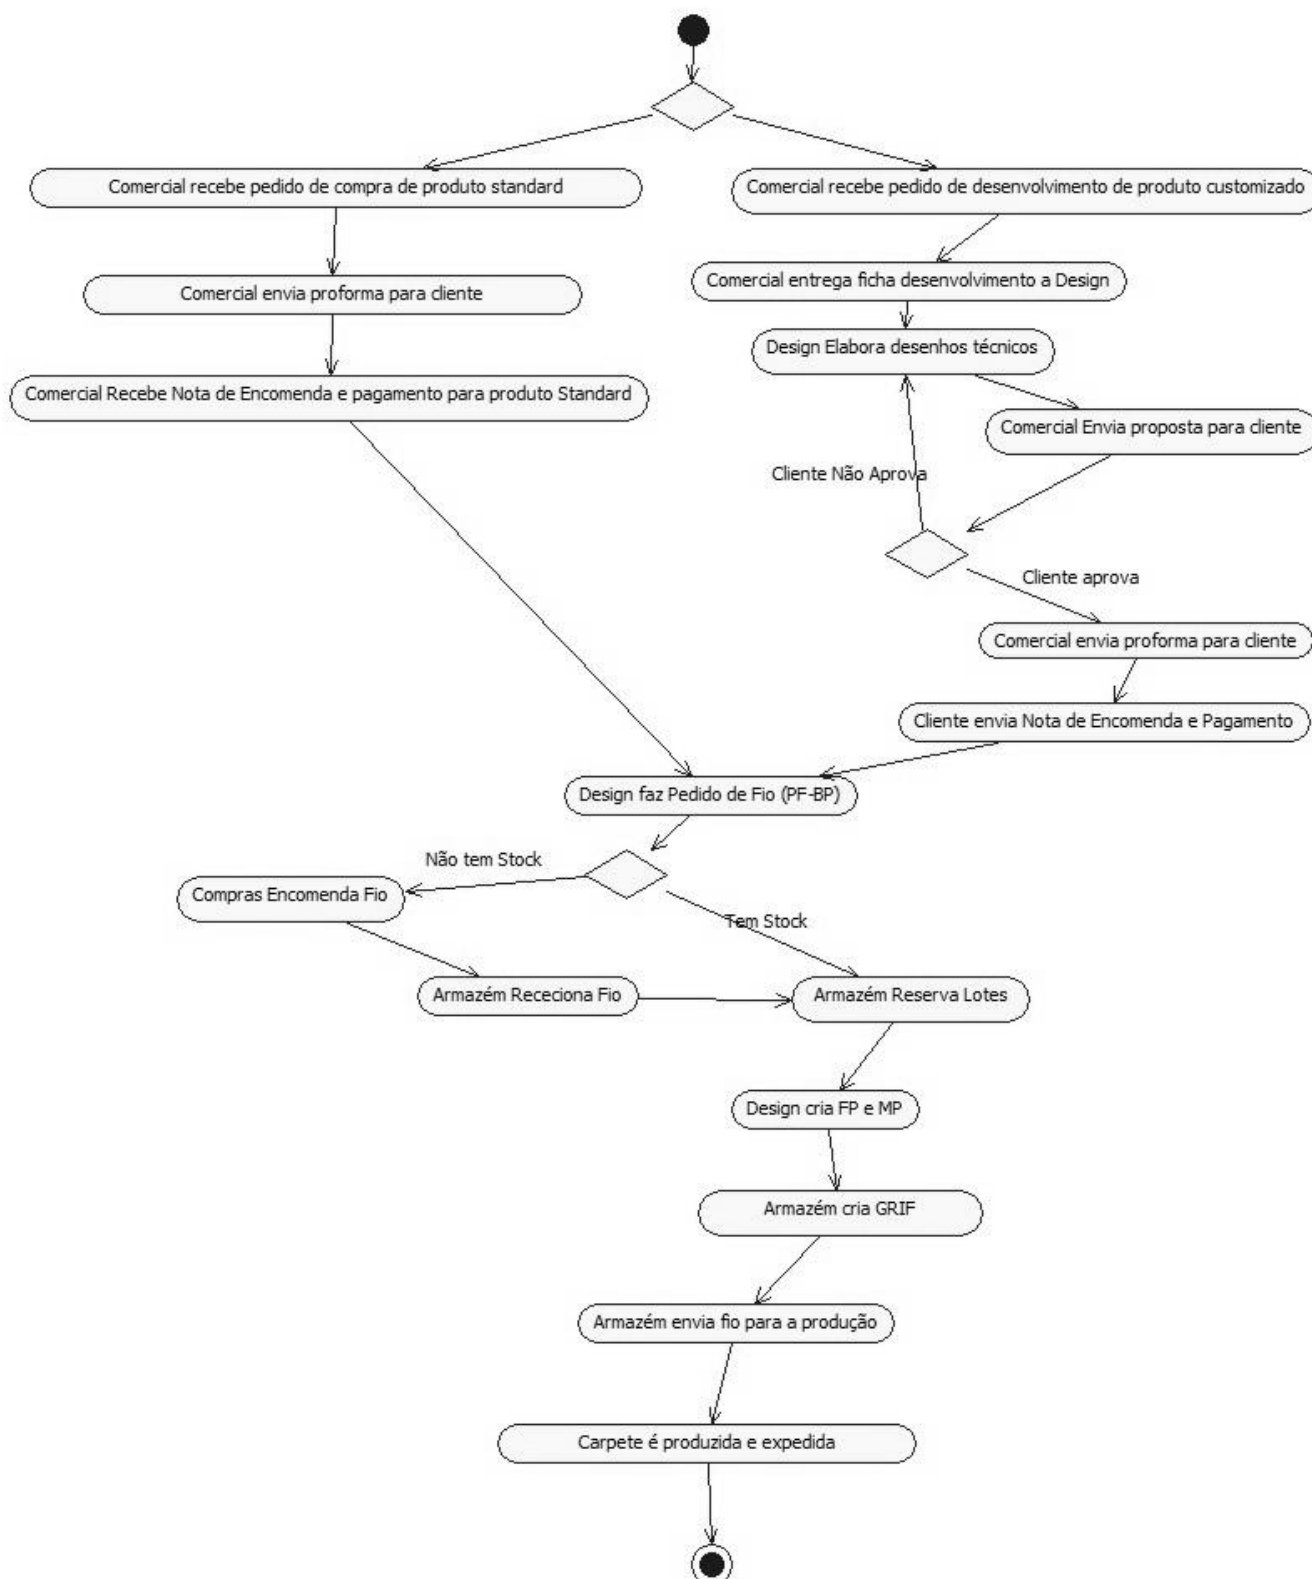 Comercial recebe pedido de compra de produto standard
Comercial recebe pedido de desenvolvimento de produto customizado
Comercial envia proforma para cliente
Comercial entrega ficha desenvolvimento a Design
Design Elabora desenhos técnicos
Comercial Recebe Nota de Encomenda e pagamento para produto Standard
Comercial Envia proposta para cliente
Cliente Não Aprova
Cliente aprova
Comercial envia proforma para cliente
Cliente envia Nota de Encomenda e Pagamento
Design faz Pedido de Fio (PF-BP)
Não tem Stock
Compras Encomenda Fio
Tem Stock
Armazém Receciona Fio
Armazém Reserva Lotes
Design cria FP e MP
Armazém cria GRIF
Armazém envia fio para a produção
Carpete é produzida e expedida